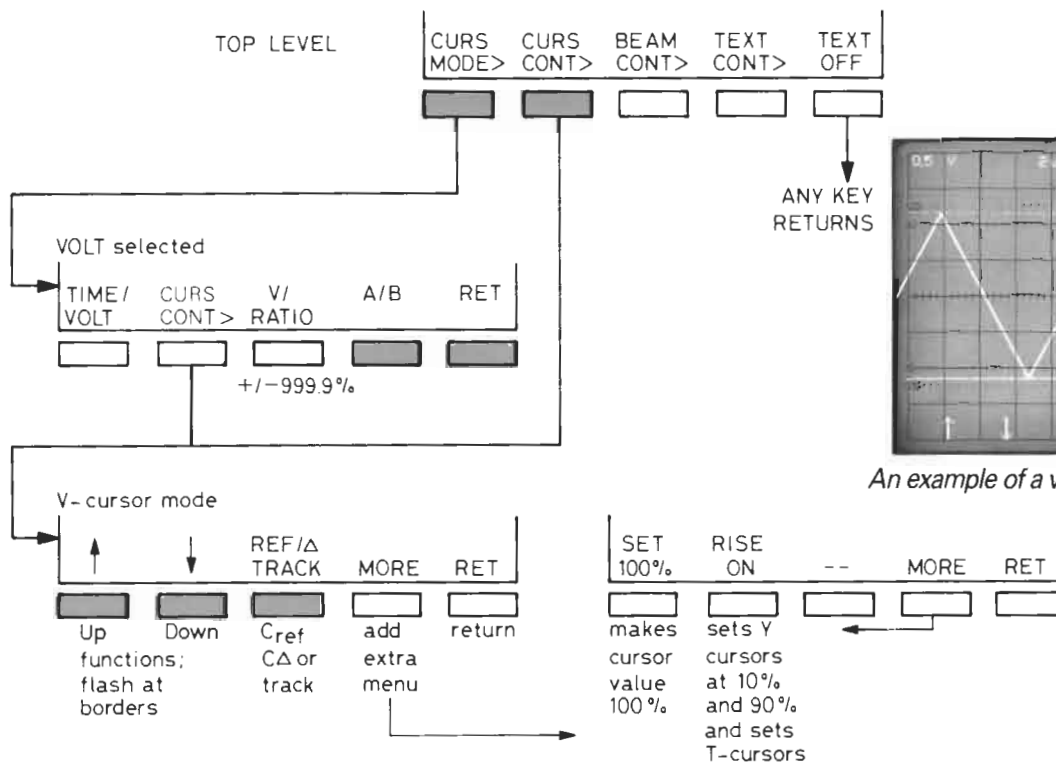 TOP LEVEL
CURS MODE>
CURS CONT>
BEAM CONT>
TEXT CONT>
TEXT OFF
ANY KEY
RETURNS
0.5 V
VOLT selected
TIME/ VOLT
CURS CONT>
V/ RATIO
A/B
RET
+/-999.9%
An example of a v
V-cursor mode
↑
↓
REF/Δ TRACK
MORE
RET
Up
Down
functions;
flash at
borders
Cref
CΔ or
track
add
extra
menu
return
SET 100%
RISE ON
--
MORE
RET
makes
cursor
value
100%
sets Y
cursors
at 10%
and 90%
and sets
T-cursors